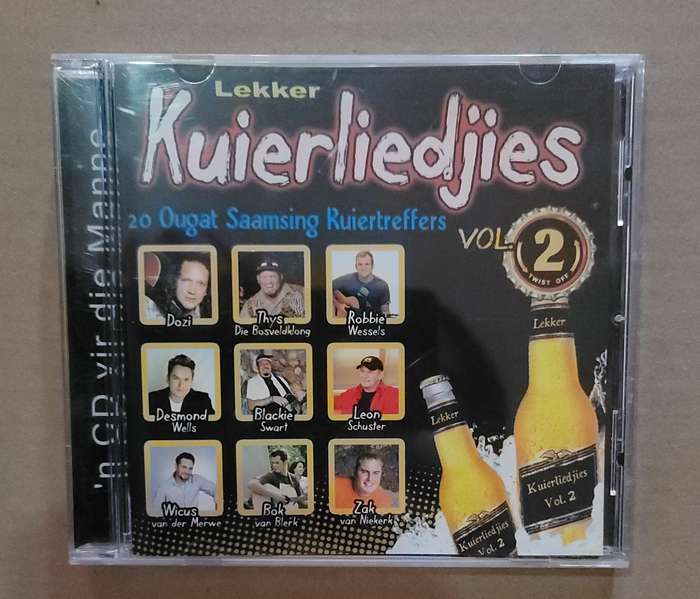 'n CD vir die Manne
Lekker
Kuierliedjies
20 Ougat Saamsing Kuiertreffers
VOL. 2
TWIST OFF
Dozi
Thys
Die Bosveldklong
Robbie
Wessels
Desmond
Wells
Blackie
Swart
Leon
Schuster
Wicus
van der Merwe
Bok
van Blerk
Zak
van Niekerk
Lekker
Kuierliedjies
Vol. 2
Lekker
Kuierliedjies
Vol. 2